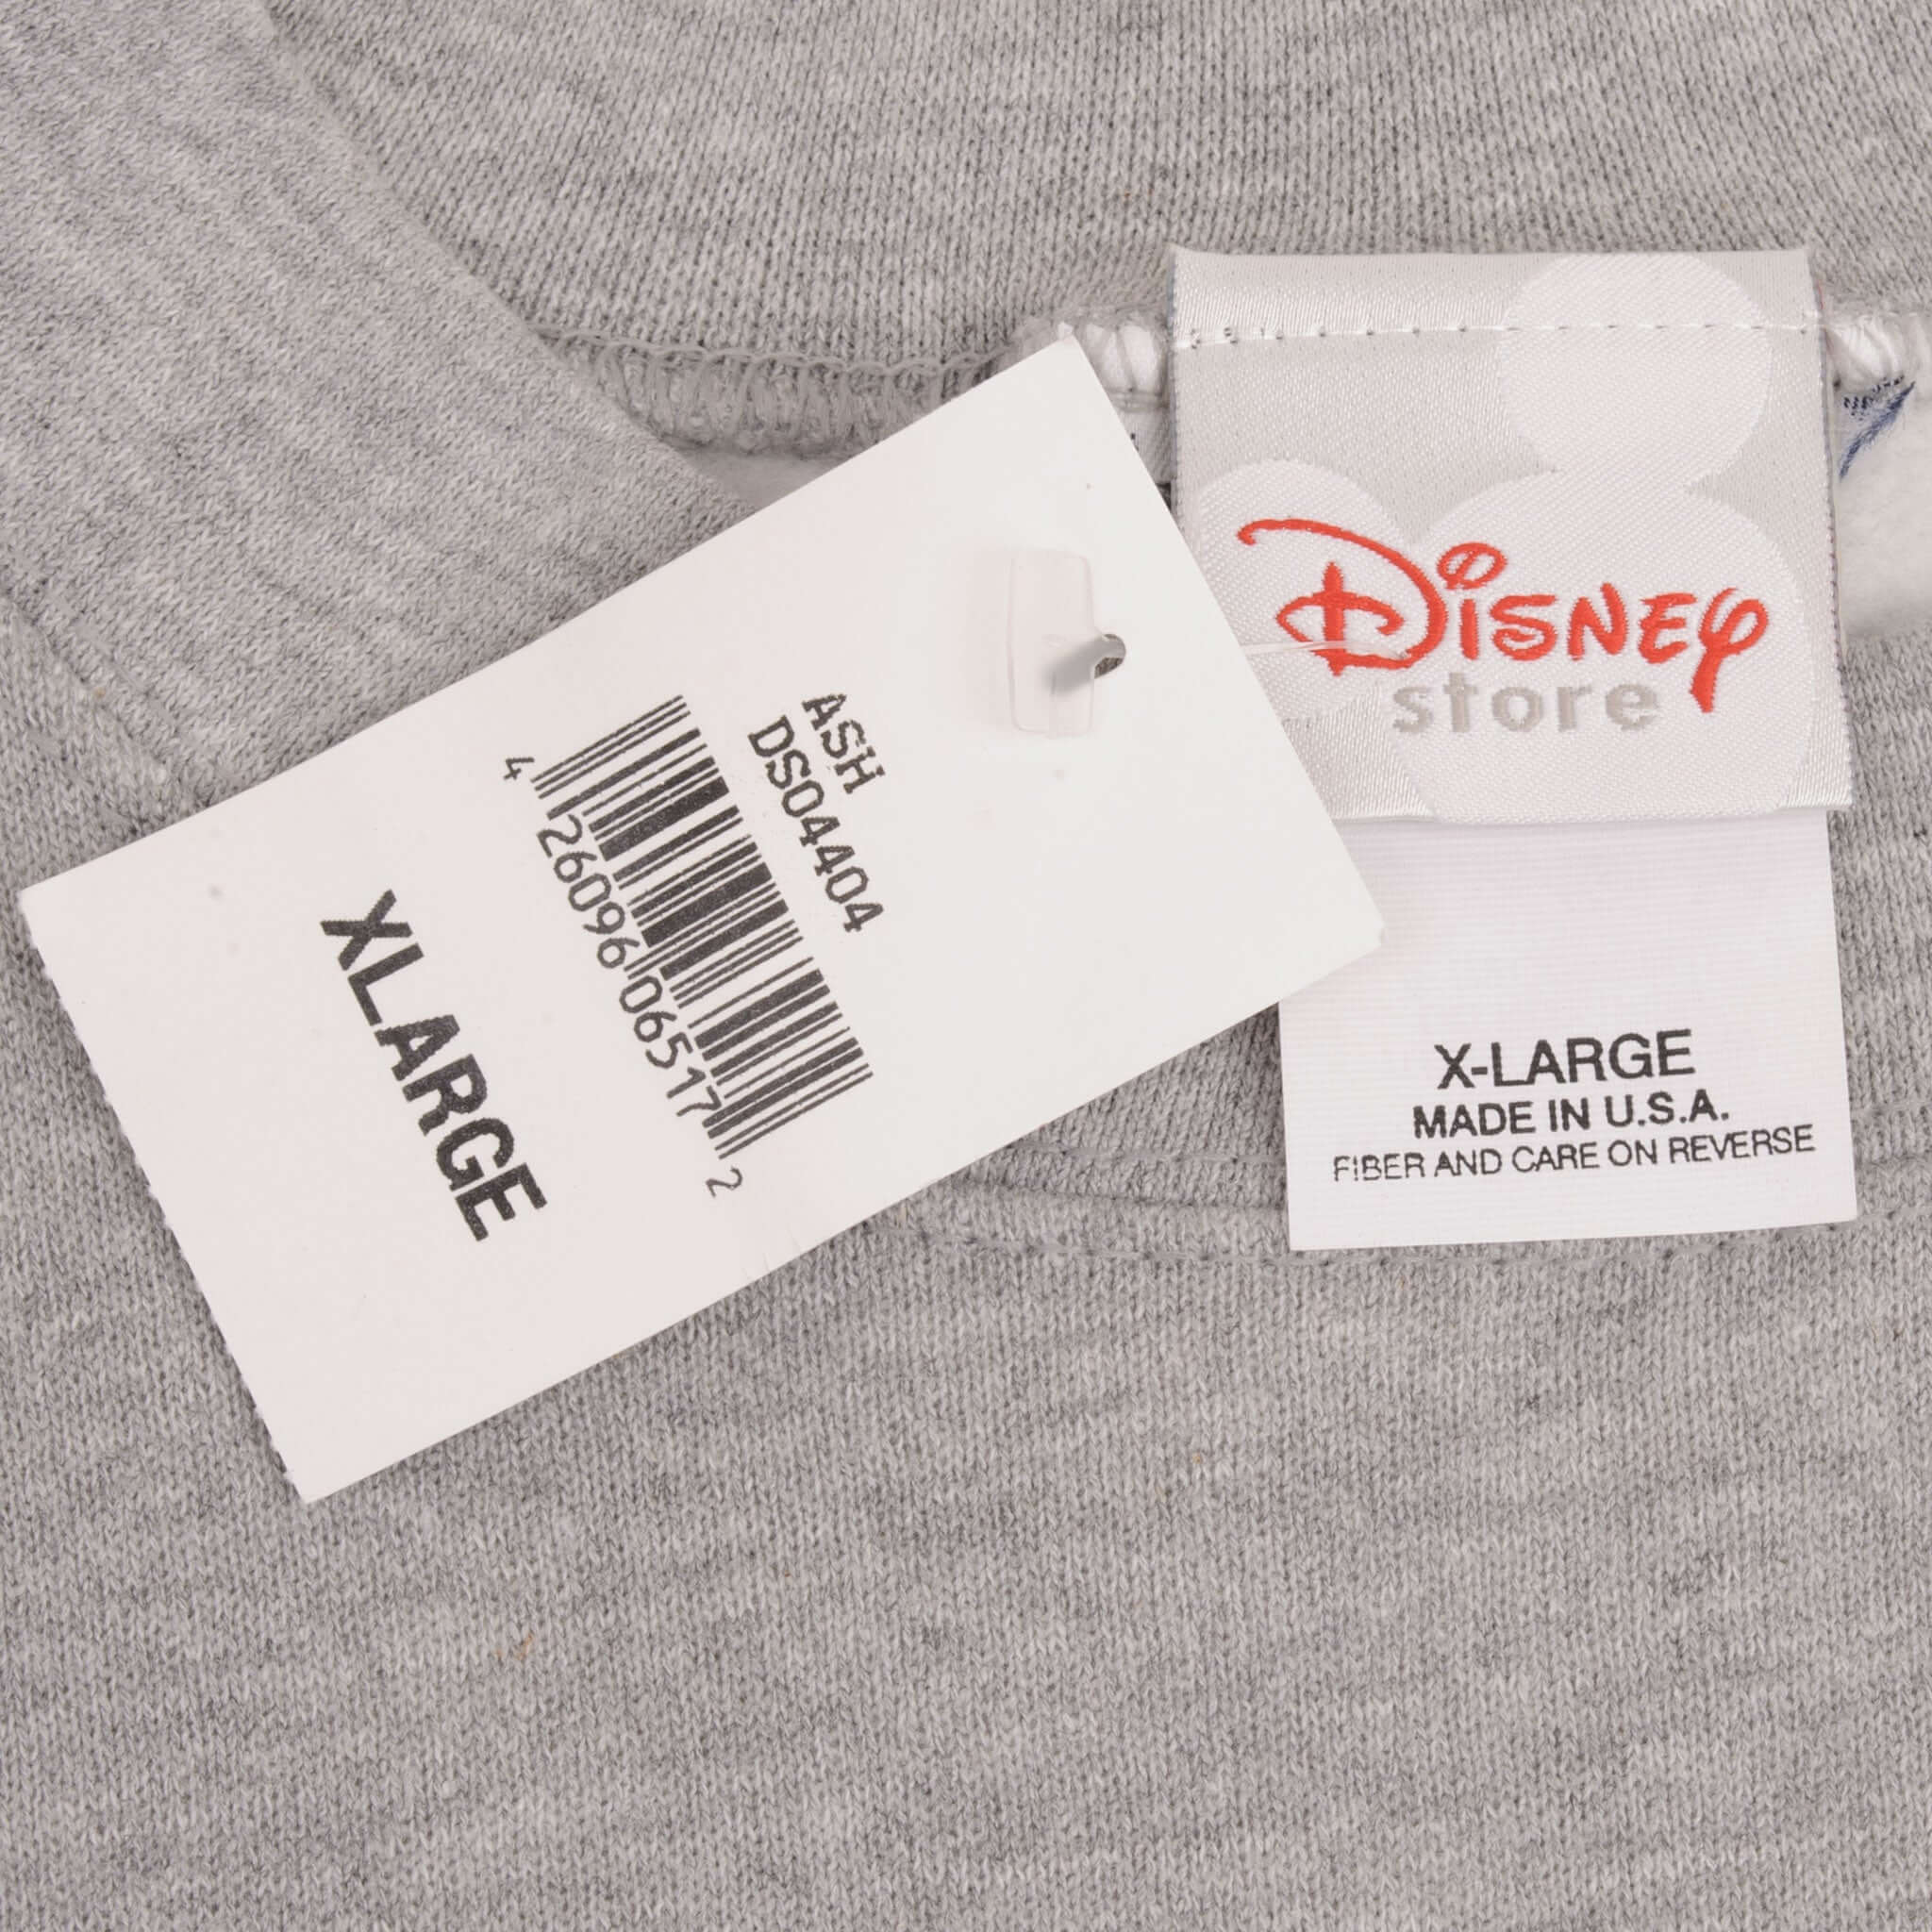 ASH
DS04404
4 26096 06517 2
XLARGE
Disney
store
X-LARGE
MADE IN U.S.A.
FIBER AND CARE ON REVERSE